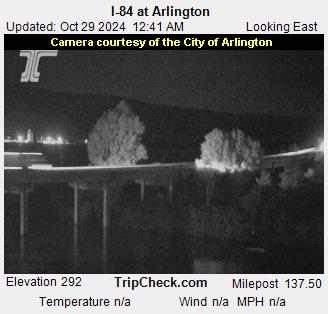 I-84 at Arlington
Updated: Oct 29 2024 12:41 AM Looking East
Camera courtesy of the City of Arlington
Elevation 292 TripCheck.com Milepost 137.50
Temperature n/a Wind n/a MPH n/a